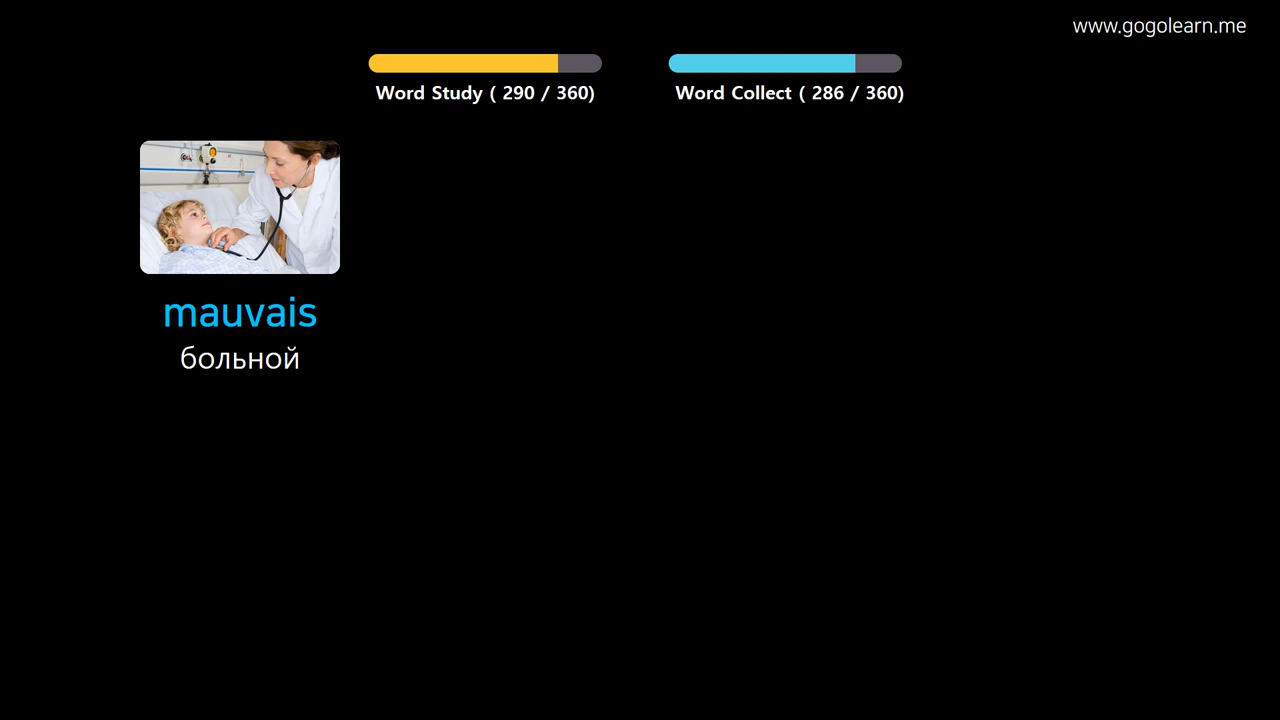 www.gogolearn.me
Word Study ( 290 / 360)
Word Collect ( 286 / 360)
mauvais
больной